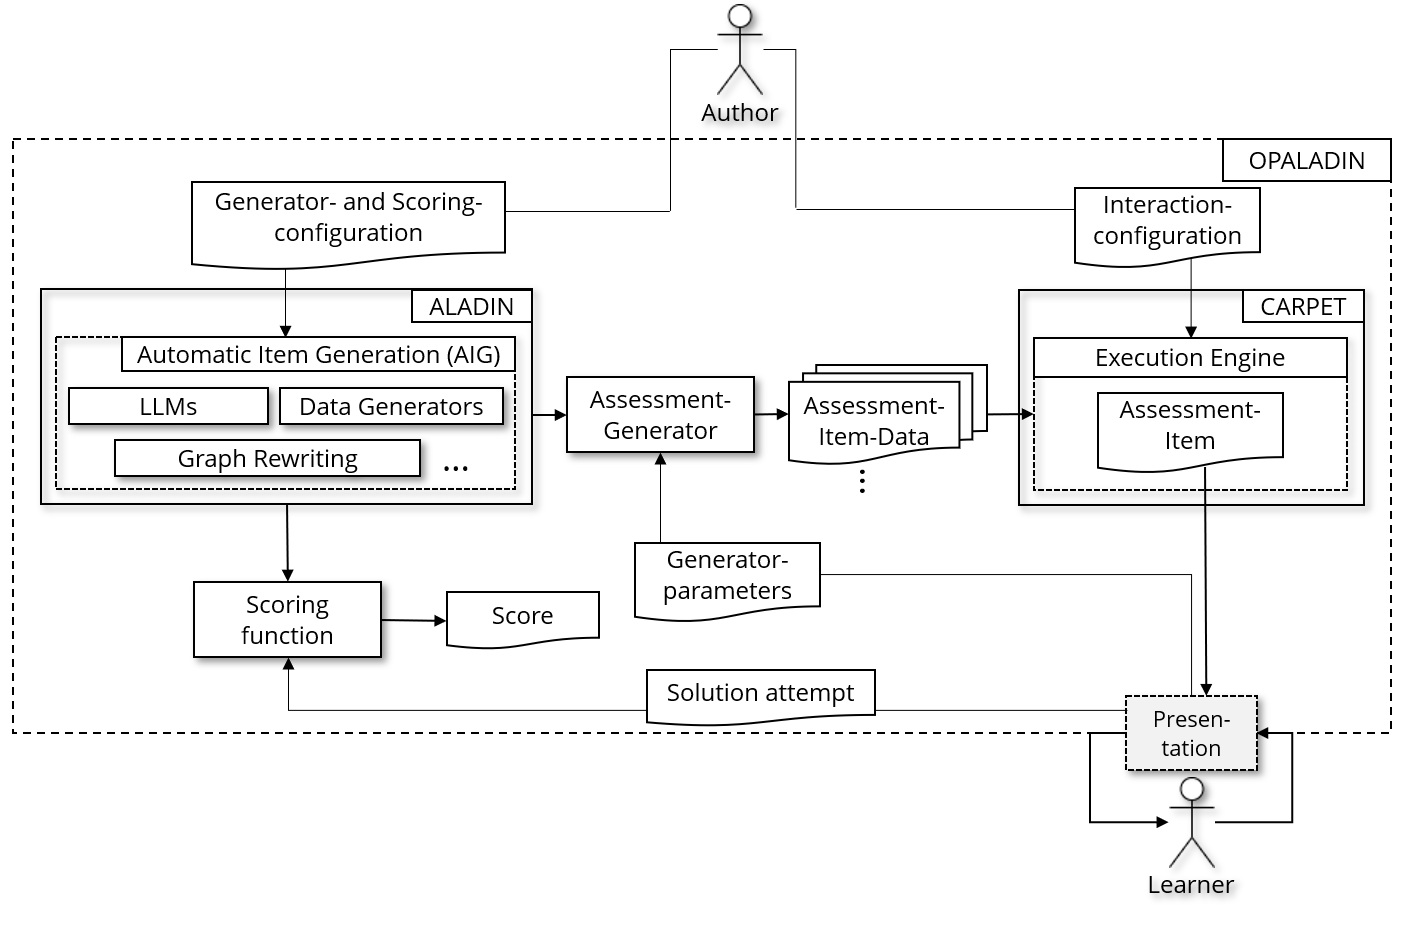 Author
OPALADIN
Generator- and Scoring-
configuration
Interaction-
configuration
ALADIN
CARPET
Automatic Item Generation (AIG)
Execution Engine
LLMs
Data Generators
Graph Rewriting
...
Assessment-
Generator
Assessment-
Item-Data
Assessment-
Item
Generator-
parameters
Scoring
function
Score
Solution attempt
Presen-
tation
Learner